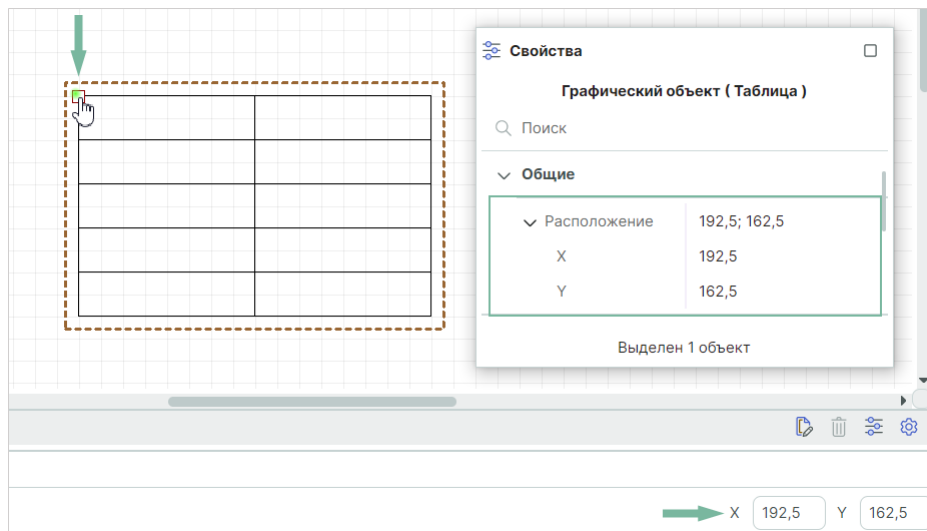 Свойства
Графический объект ( Таблица )
Поиск
Общие
Расположение 192,5; 162,5
X 192,5
Y 162,5
Выделен 1 объект
X 192,5 Y 162,5